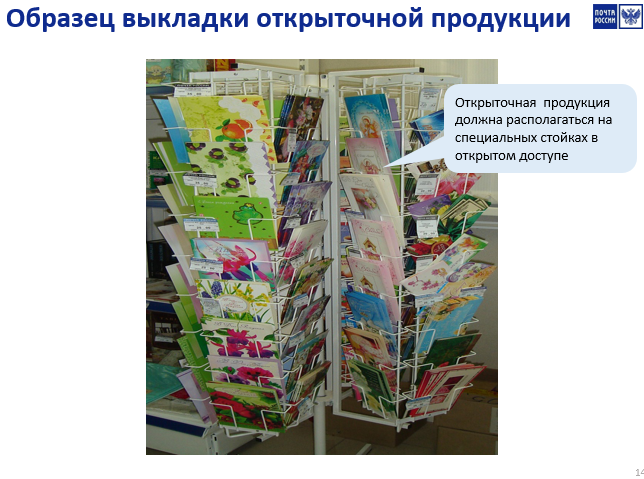 Образец выкладки открыточной продукции
ПОЧТА
РОССИИ
Открыточная продукция
должна располагаться на
специальных стойках в
открытом доступе
14